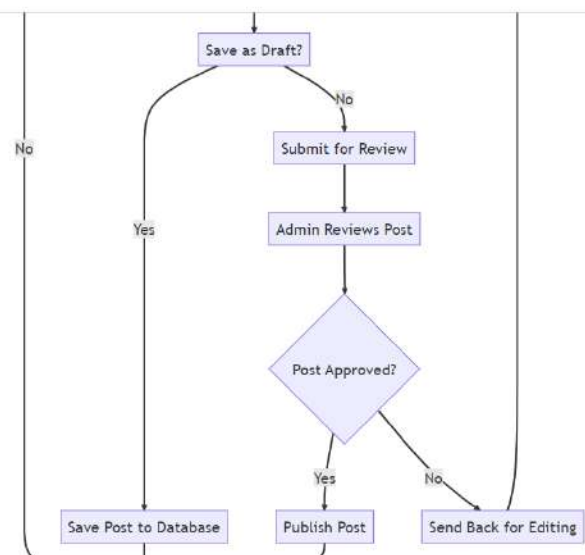 Save as Draft?
No
No
Submit for Review
Yes
Admin Reviews Post
Post Approved?
Yes
No
Save Post to Database
Publish Post
Send Back for Editing